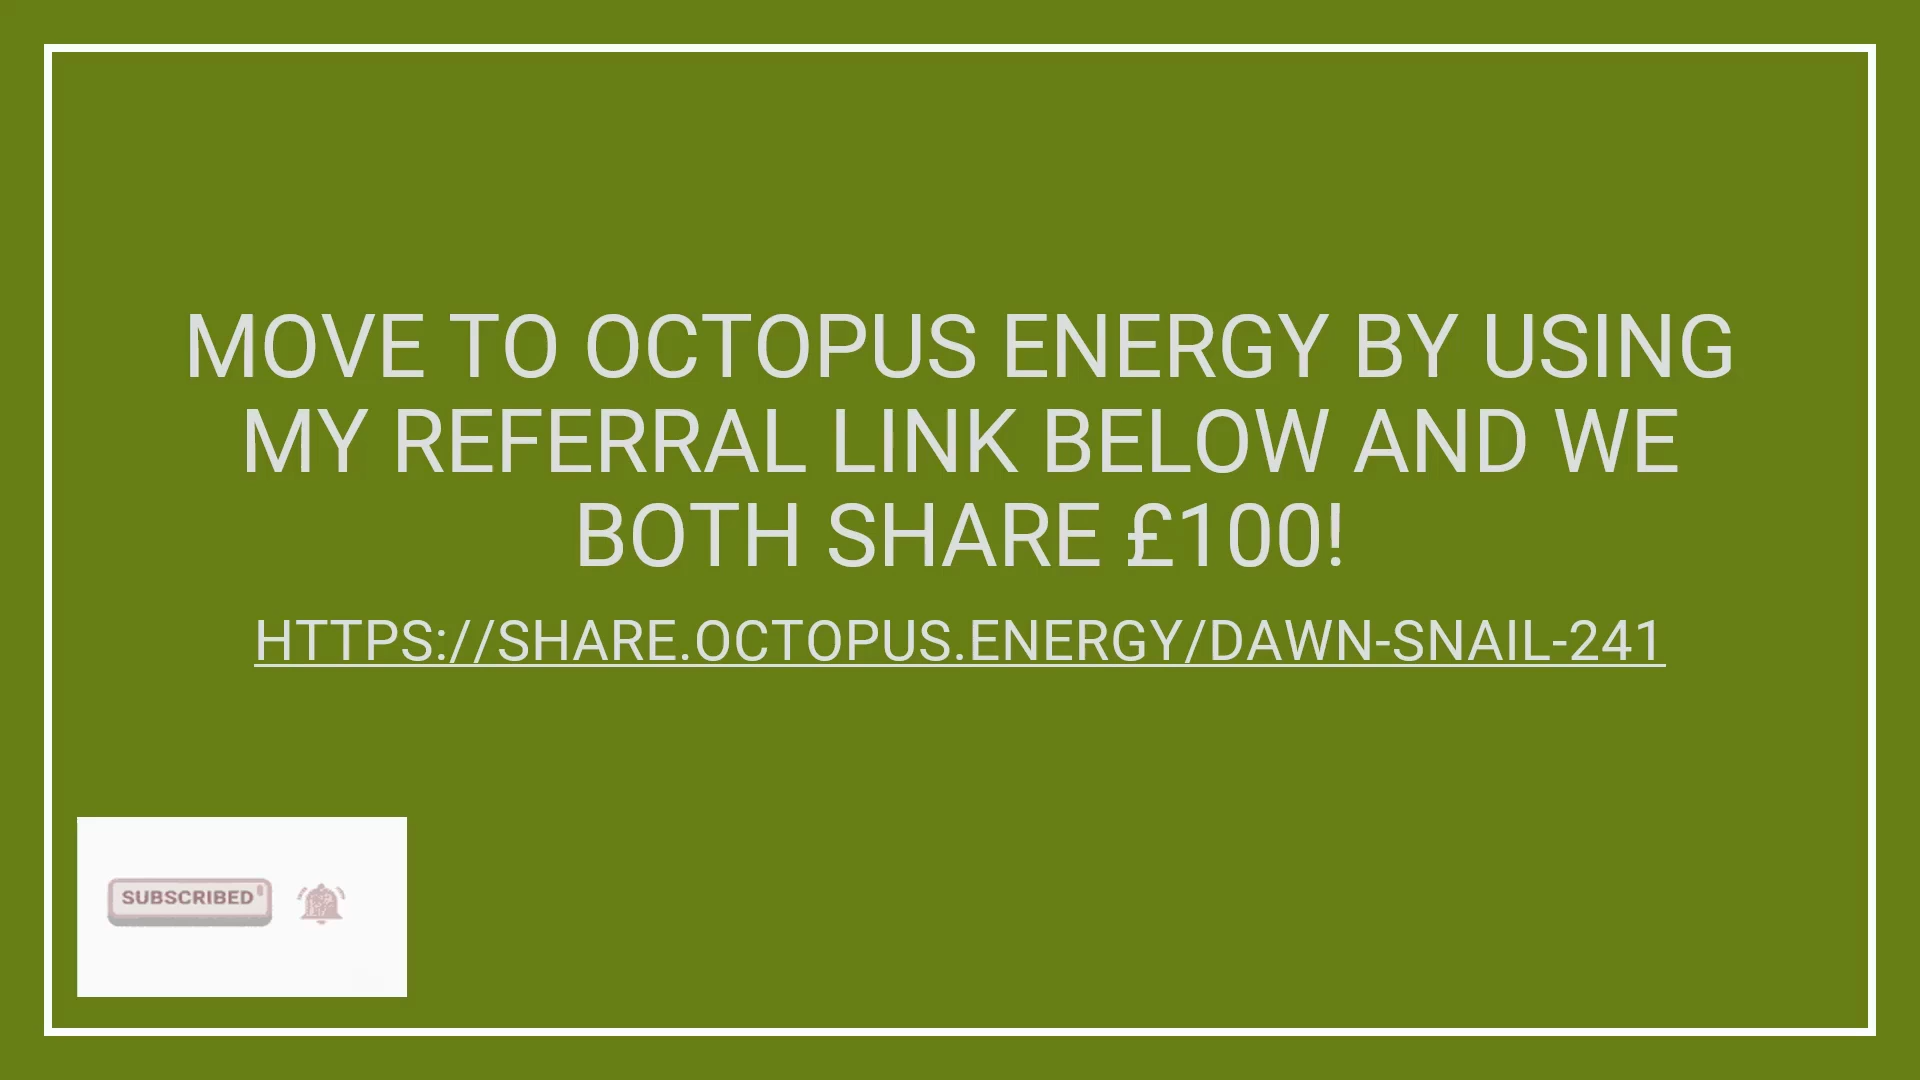 MOVE TO OCTOPUS ENERGY BY USING
MY REFERRAL LINK BELOW AND WE
BOTH SHARE £100!
HTTPS://SHARE.OCTOPUS.ENERGY/DAWN-SNAIL-241
SUBSCRIBED